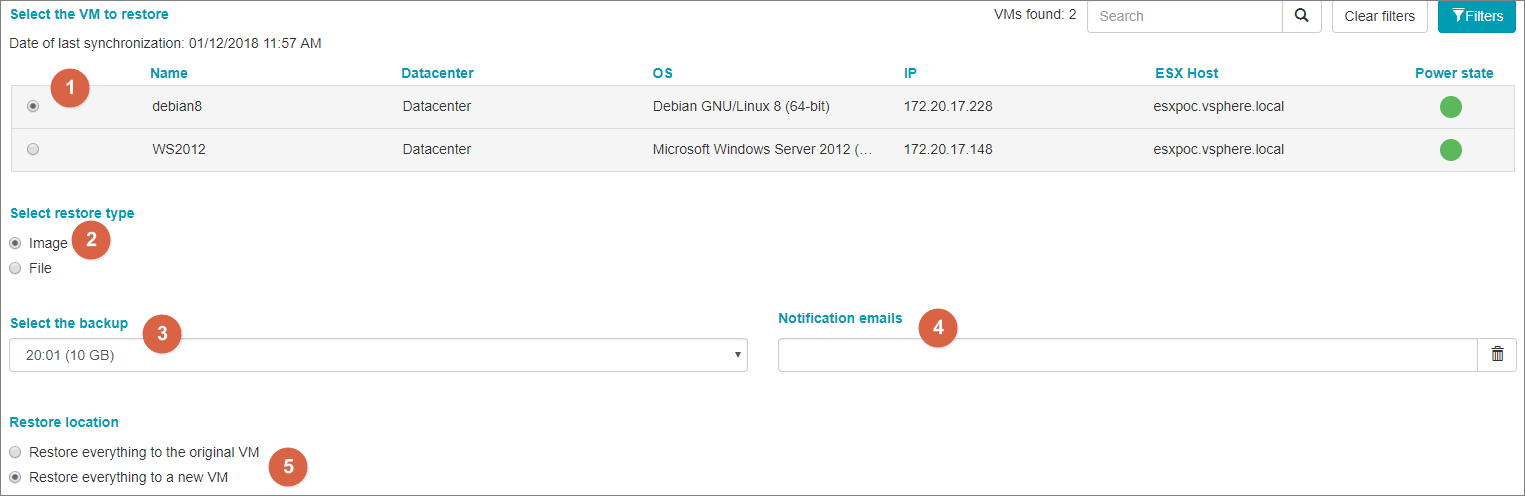 Select the VM to restore
VMs found: 2 Search Clear filters Filters
Date of last synchronization: 01/12/2018 11:57 AM
1 Name Datacenter OS IP ESX Host Power state
debian8 Datacenter Debian GNU/Linux 8 (64-bit) 172.20.17.228 esxpoc.vsphere.local
WS2012 Datacenter Microsoft Windows Server 2012 (... 172.20.17.148 esxpoc.vsphere.local
Select restore type
Image 2
File
Select the backup 3
20:01 (10 GB)
Notification emails 4
Restore location
Restore everything to the original VM
Restore everything to a new VM 5